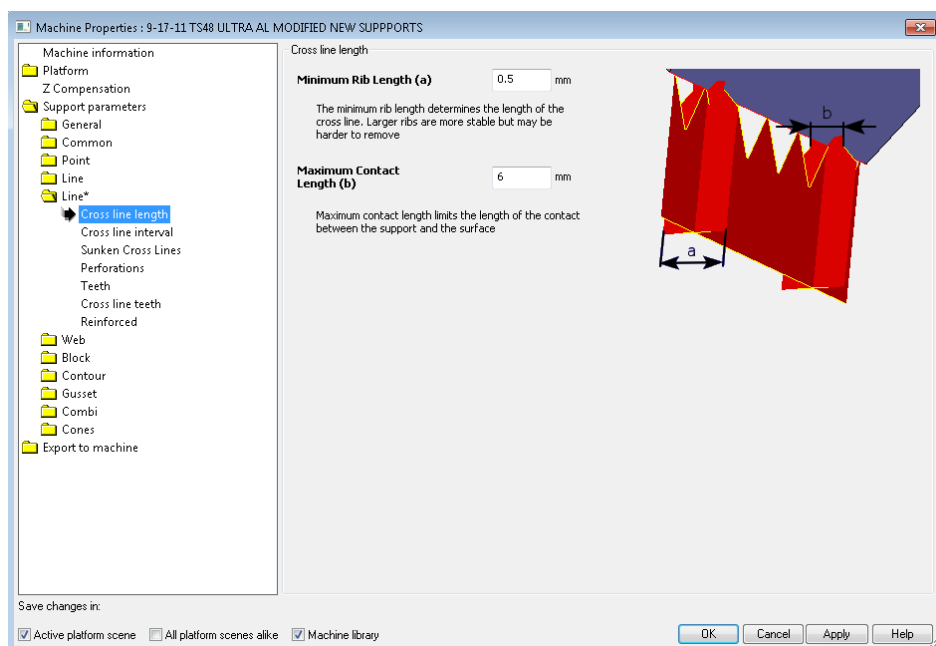 Machine Properties : 9-17-11 TS48 ULTRA AL MODIFIED NEW SUPPPORTS
Machine information
Platform
Z Compensation
Support parameters
General
Common
Point
Line
Line*
Cross line length
Cross line interval
Sunken Cross Lines
Perforations
Teeth
Cross line teeth
Reinforced
Web
Block
Contour
Gusset
Combi
Cones
Export to machine
Cross line length
Minimum Rib Length (a) 0.5 mm
The minimum rib length determines the length of the
cross line. Larger ribs are more stable but may be
harder to remove
Maximum Contact
Length (b) 6 mm
Maximum contact length limits the length of the contact
between the support and the surface
b
a
Save changes in:
Active platform scene All platform scenes alike Machine library
OK Cancel Apply Help